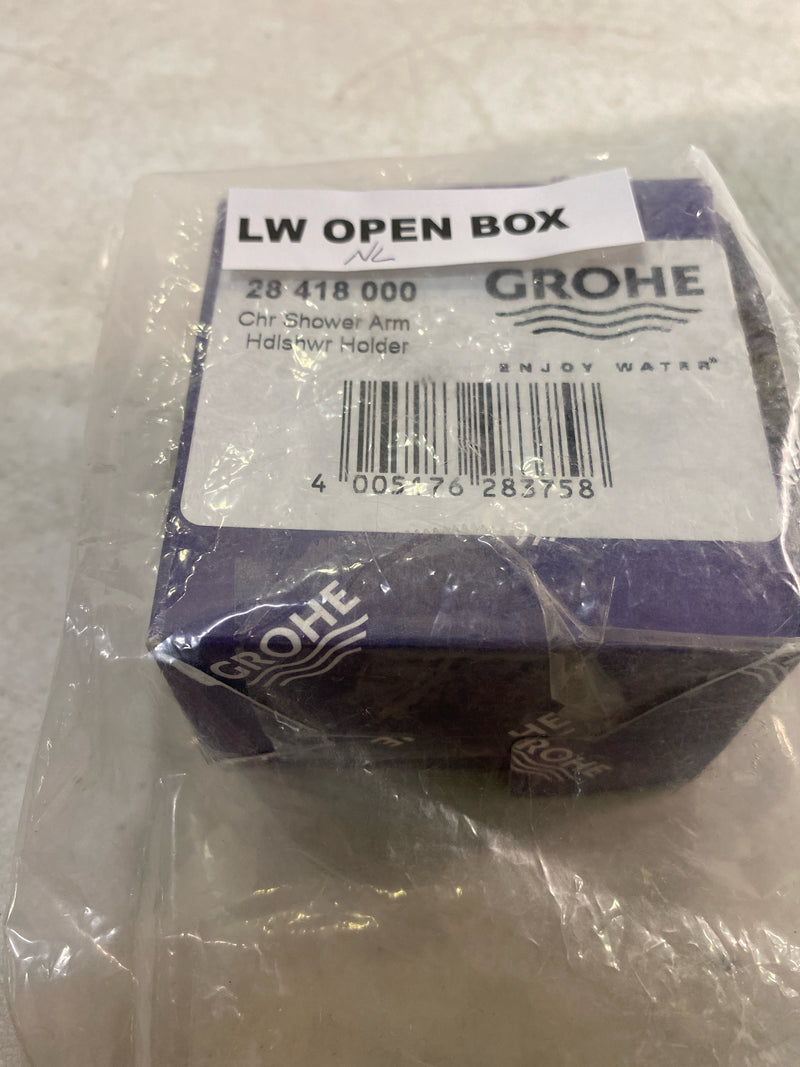 LW OPEN BOX
NL
28 418 000
Chr Shower Arm
Hdlshwr Holder
GROHE
ENJOY WATER®
4 005176 283758
GROHE
HE
GROHE